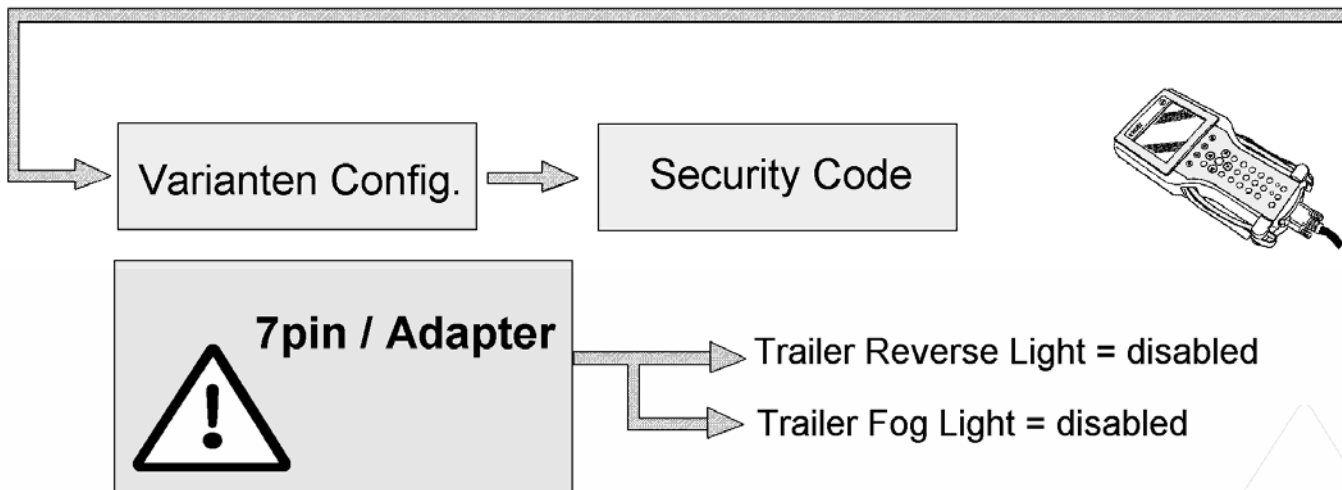 Varianten Config.
Security Code
7pin / Adapter
Trailer Reverse Light = disabled
Trailer Fog Light = disabled